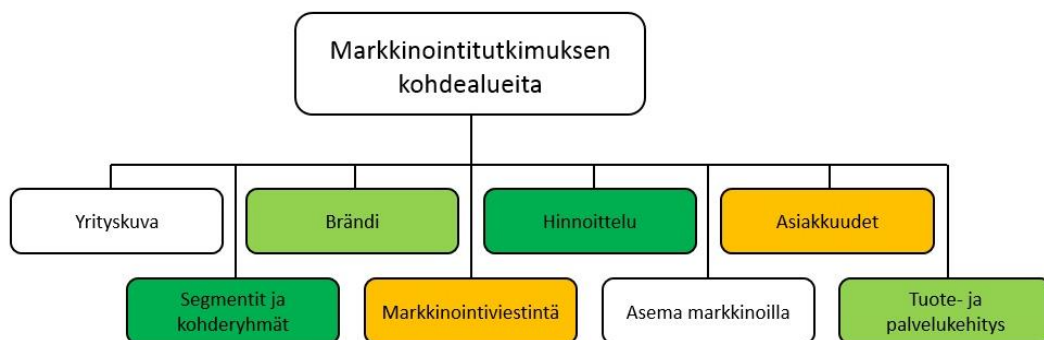 Markkinointitutkimuksen
kohdealueita
Yrityskuva
Brändi
Hinnoittelu
Asiakkuudet
Segmentit ja
kohderyhmät
Markkinointiviestintä
Asema markkinoilla
Tuote- ja
palvelukehitys